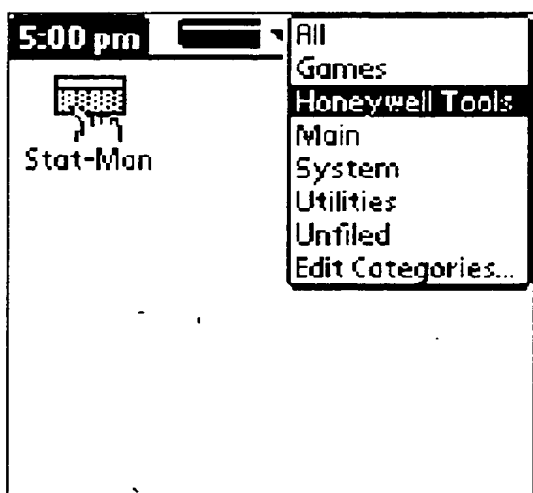 5:00 pm
All
Games
Honeywell Tools
Main
System
Utilities
Unfiled
Edit Categories...
Stat-Man